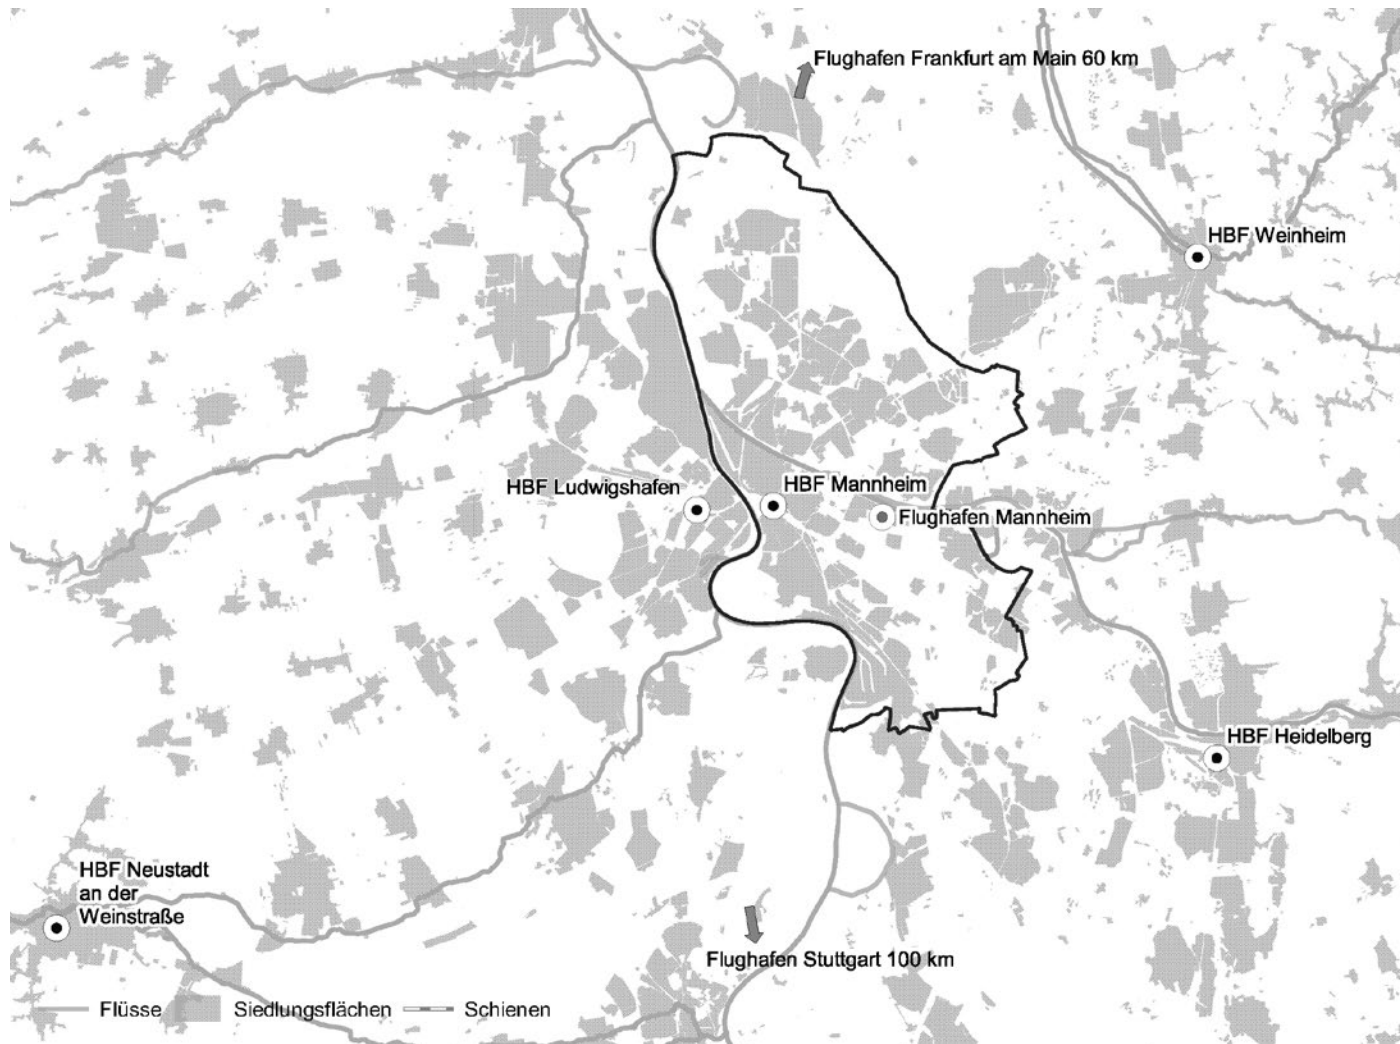 Flughafen Frankfurt am Main 60 km
HBF Weinheim
HBF Ludwigshafen
HBF Mannheim
Flughafen Mannheim
HBF Heidelberg
HBF Neustadt
an der
Weinstraße
Flughafen Stuttgart 100 km
Flüsse
Siedlungsflächen
Schienen